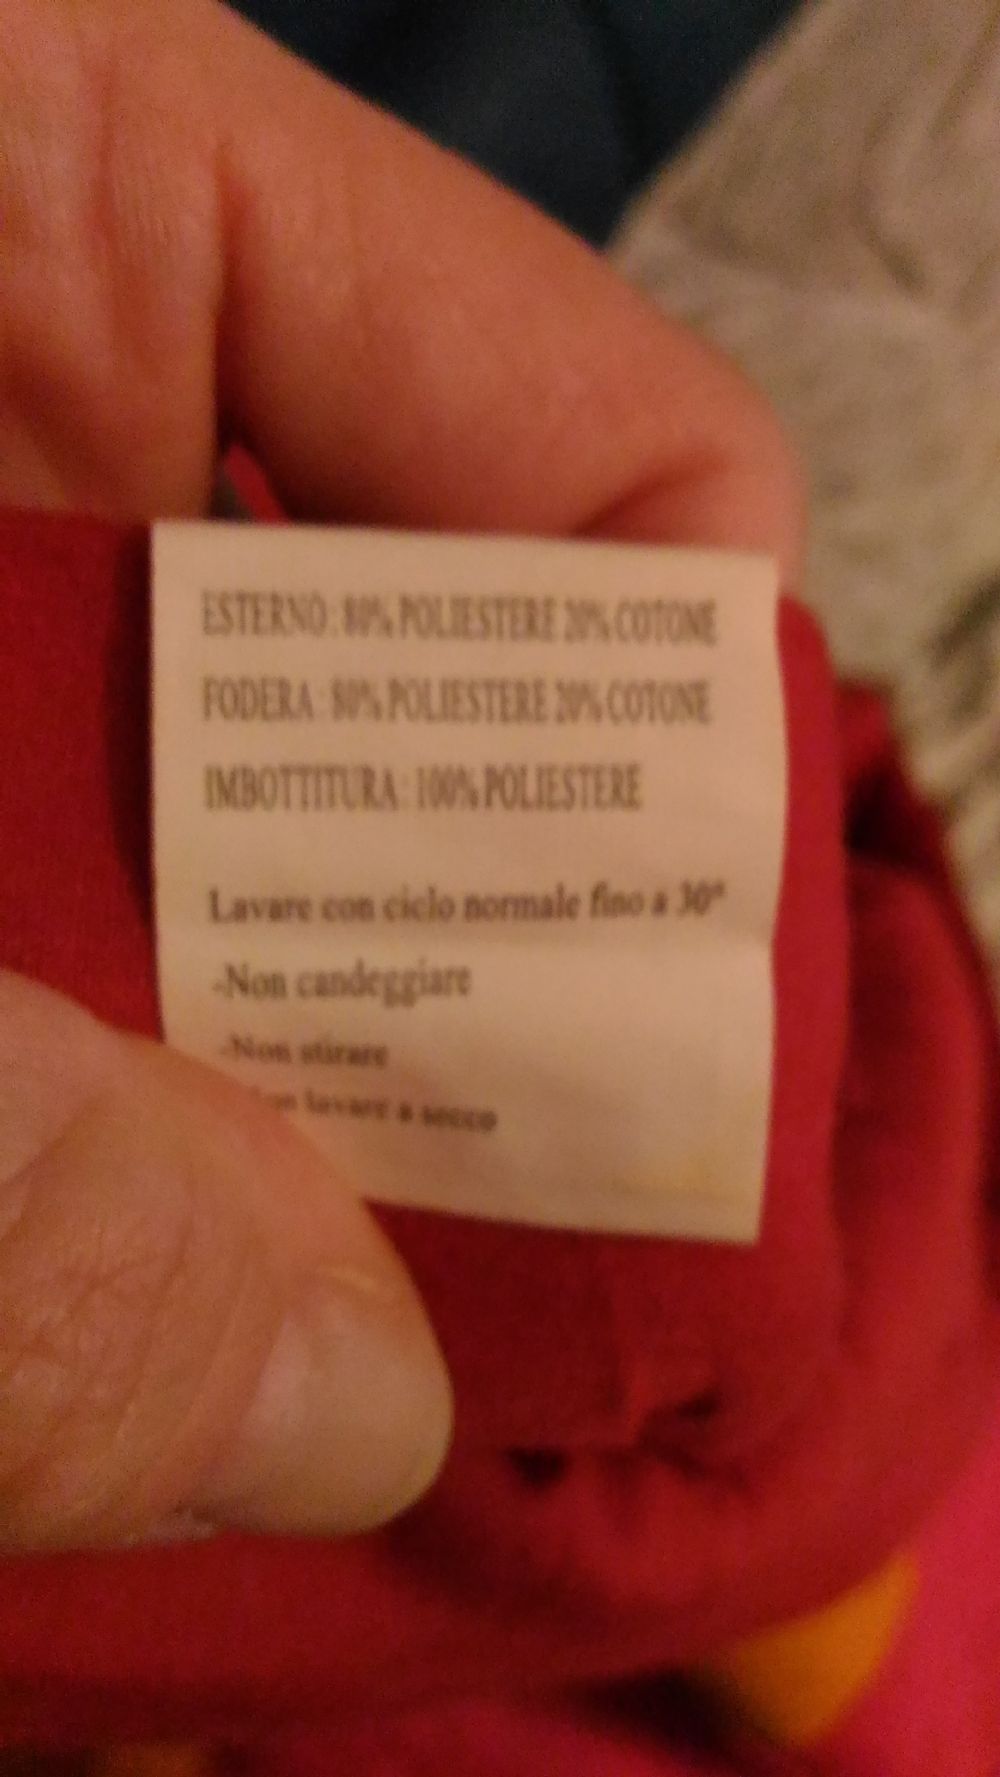 ESTERNO : 80% POLIESTERE 20% COTONE
FODERA : 80% POLIESTERE 20% COTONE
IMBOTTITURA : 100% POLIESTERE
Lavare con ciclo normale fino a 30°
-Non candeggiare
-Non stirare
lavare a secco